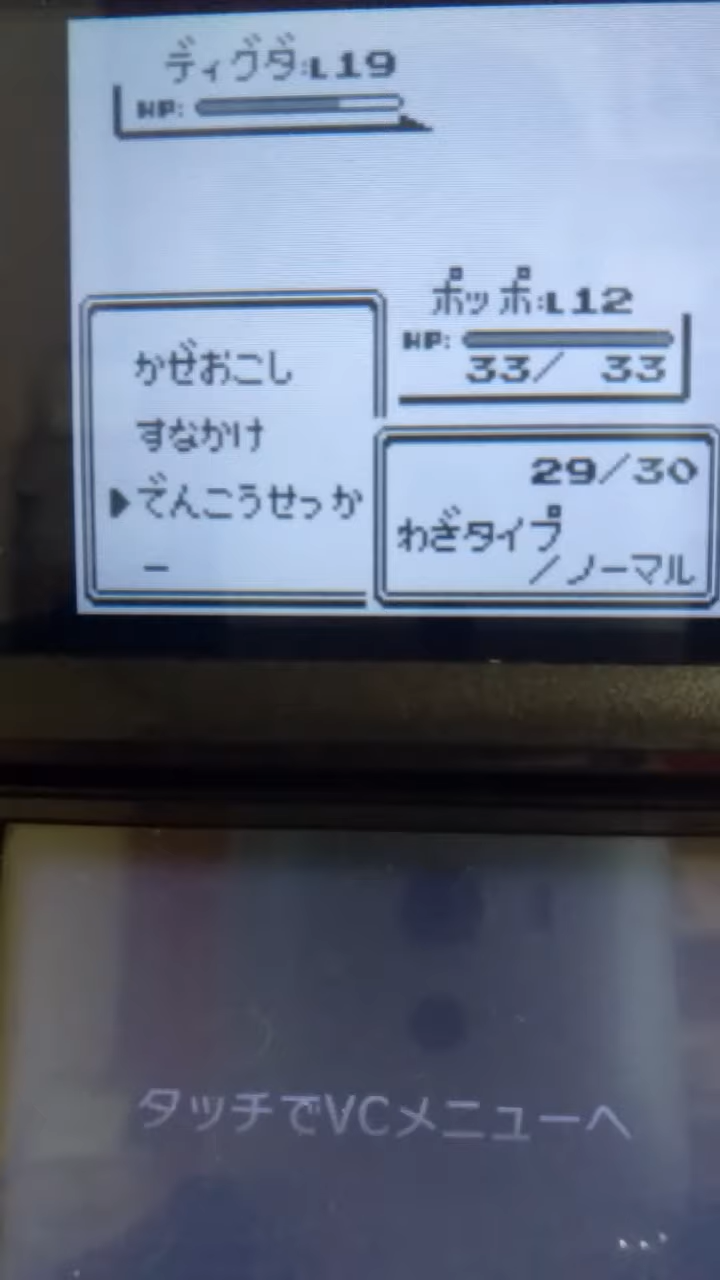 ディグダ:L19
HP:
ポッポ:L12
HP:
33/ 33
かぜおこし
すなかけ
▶でんこうせっか
ー
29/30
わざタイプ
/ノーマル
タッチでVCメニューへ